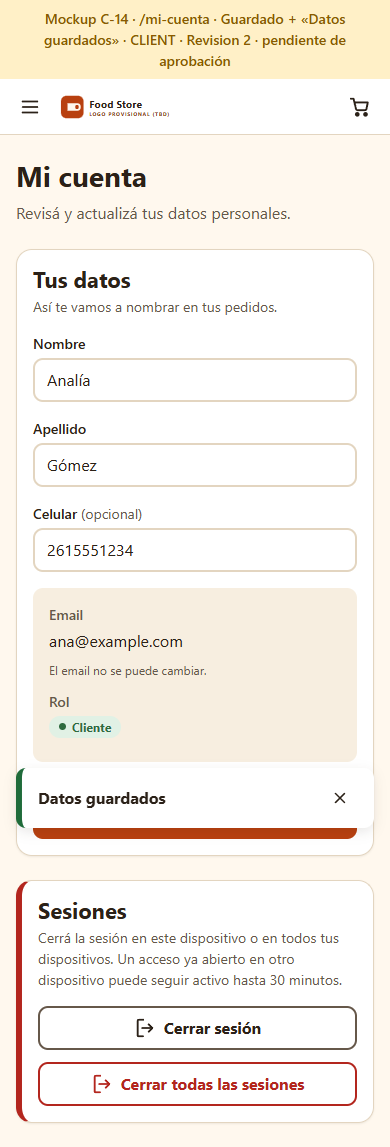 Mockup C-14 · /mi-cuenta · Guardado + «Datos
guardados» · CLIENT · Revision 2 · pendiente de
aprobación
Food Store
LOGO PROVISIONAL (TBD)
Mi cuenta
Revisá y actualizá tus datos personales.
Tus datos
Así te vamos a nombrar en tus pedidos.
Nombre
Analía
Apellido
Gómez
Celular (opcional)
2615551234
Email
ana@example.com
El email no se puede cambiar.
Rol
Cliente
Datos guardados
Sesiones
Cerrá la sesión en este dispositivo o en todos tus
dispositivos. Un acceso ya abierto en otro
dispositivo puede seguir activo hasta 30 minutos.
Cerrar sesión
Cerrar todas las sesiones